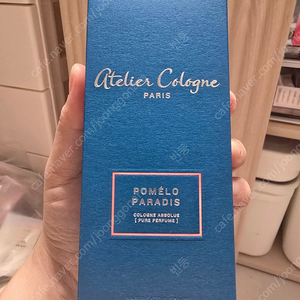 Atelier Cologne
PARIS
POMÉLO
PARADIS
COLOGNE ABSOLUE
[ PURE PERFUME ]